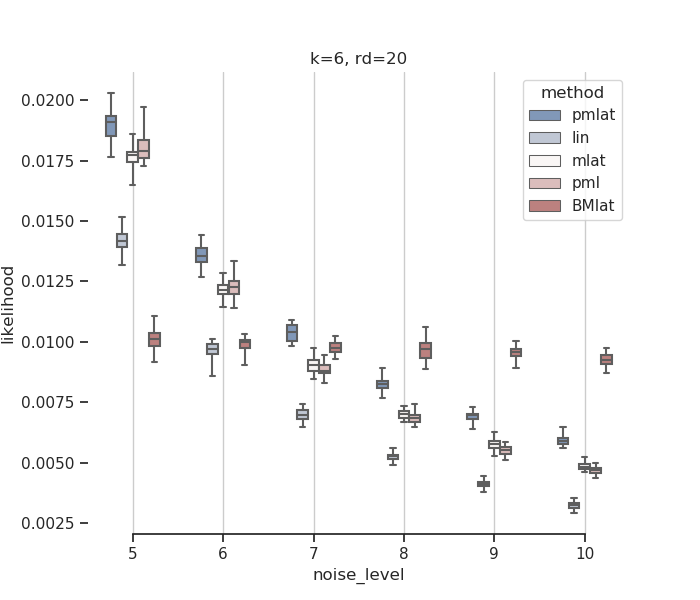 k=6, rd=20
method
pmlat
lin
mlat
pml
BMlat
likelihood
0.0200
0.0175
0.0150
0.0125
0.0100
0.0075
0.0050
0.0025
5 6 7 8 9 10
noise_level